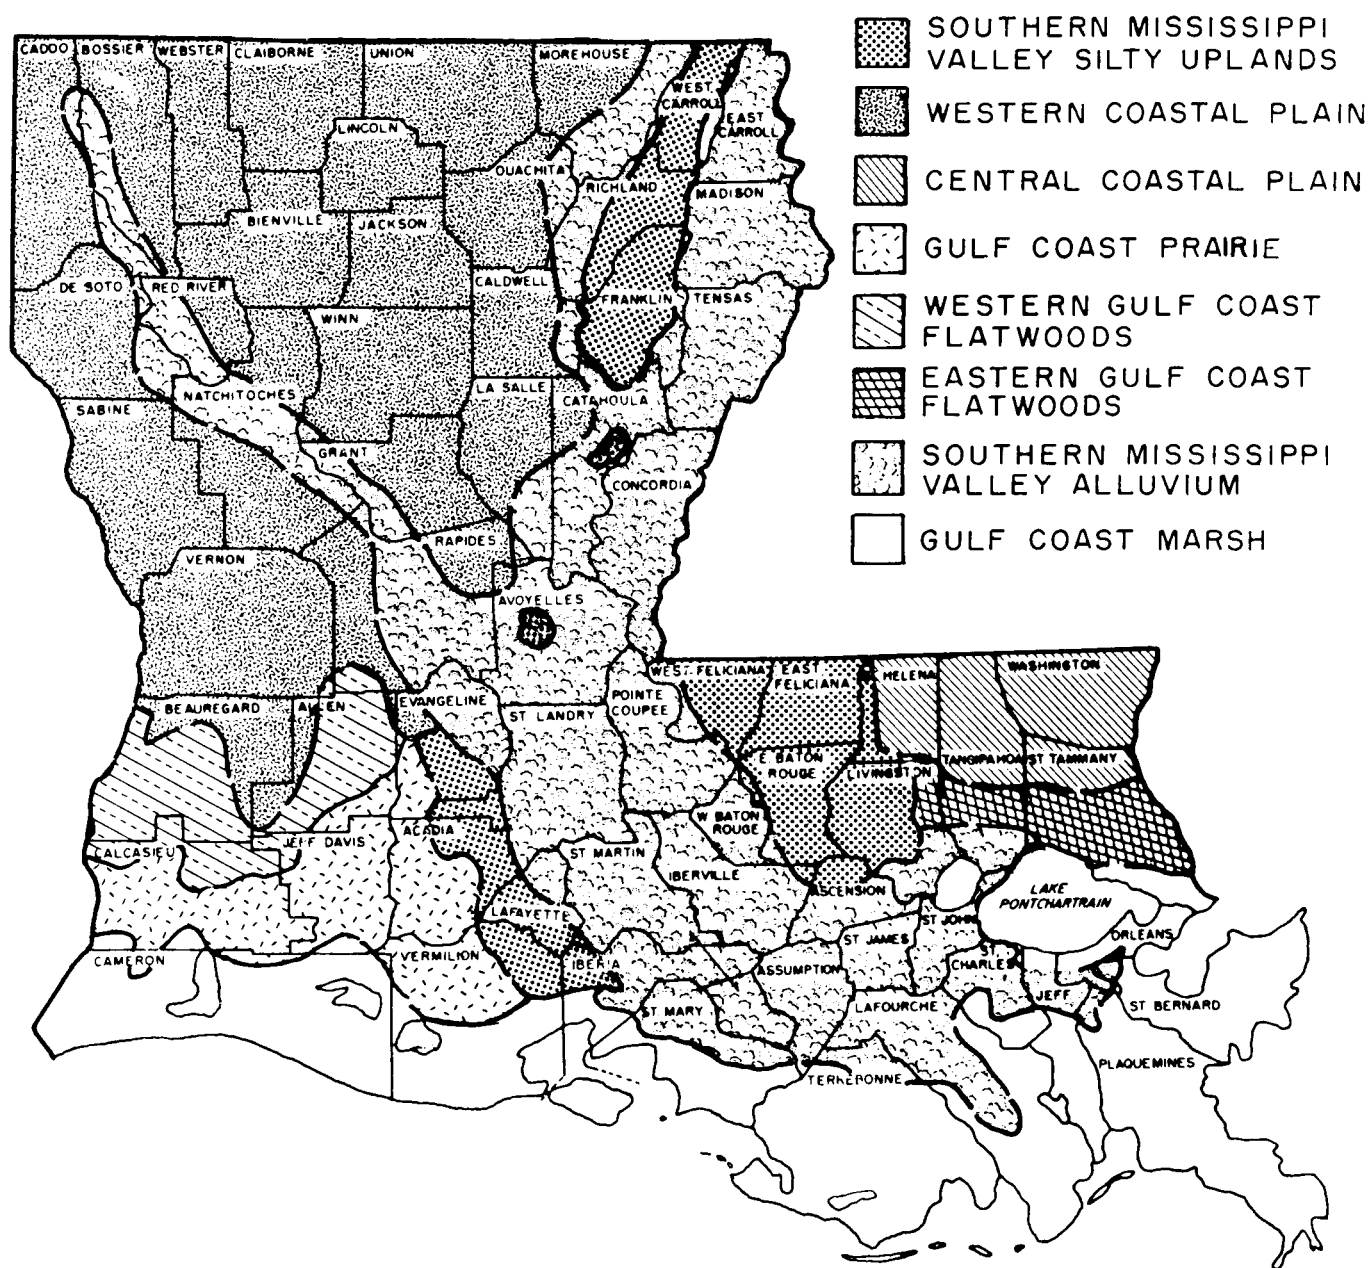 SOUTHERN MISSISSIPPI
VALLEY SILTY UPLANDS
WESTERN COASTAL PLAIN
CENTRAL COASTAL PLAIN
GULF COAST PRAIRIE
WESTERN GULF COAST
FLATWOODS
EASTERN GULF COAST
FLATWOODS
SOUTHERN MISSISSIPPI
VALLEY ALLUVIUM
GULF COAST MARSH
CADDO
BOSSIER
WEBSTER
CLAIBORNE
UNION
MOREHOUSE
WEST
CARROLL
EAST
CARROLL
LINCOLN
OUACHITA
RICHLAND
MADISON
BIENVILLE
JACKSON
DE SOTO
RED RIVER
CALDWELL
FRANKLIN
TENSAS
WINN
NATCHITOCHES
LA SALLE
CATAHOULA
SABINE
GRANT
CONCORDIA
RAPIDES
VERNON
AVOYELLES
WEST FELICIANA
EAST
FELICIANA
HELENA
WASHINGTON
BEAUREGARD
ALLEN
EVANGELINE
ST LANDRY
POINTE
COUPEE
E. BATON
ROUGE
LIVINGSTON
TANGIPAHOA
ST TAMMANY
CALCASIEU
JEFF DAVIS
ACADIA
ST MARTIN
W BATON
ROUGE
IBERVILLE
ASCENSION
LAKE
PONTCHARTRAIN
LAFAYETTE
ST JOHN
ORLEANS
CAMERON
VERMILION
IBERIA
ASSUMPTION
ST JAMES
ST
CHARLES
ST MARY
LAFOURCHE
JEFF
ST BERNARD
TERREBONNE
PLAQUEMINES